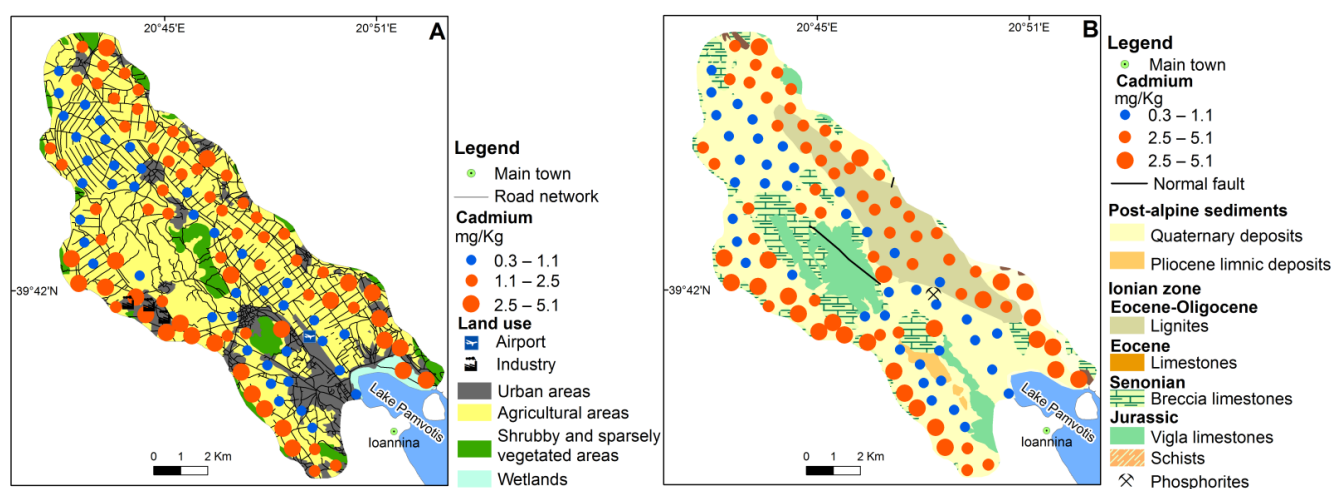 20°45'E
20°51'E
A
39°42'N
Lake Pamvotis
Ioannina
0 1 2 Km
Legend
Main town
Road network
Cadmium
mg/Kg
0.3 – 1.1
1.1 – 2.5
2.5 – 5.1
Land use
Airport
Industry
Urban areas
Agricultural areas
Shrubby and sparsely
vegetated areas
Wetlands
20°45'E
20°51'E
B
39°42'N
Lake Pamvotis
Ioannina
0 1 2 Km
Legend
Main town
Cadmium
mg/Kg
0.3 – 1.1
2.5 – 5.1
2.5 – 5.1
Normal fault
Post-alpine sediments
Quaternary deposits
Pliocene limnic deposits
Ionian zone
Eocene-Oligocene
Lignites
Eocene
Limestones
Senonian
Breccia limestones
Jurassic
Vigla limestones
Schists
Phosphorites